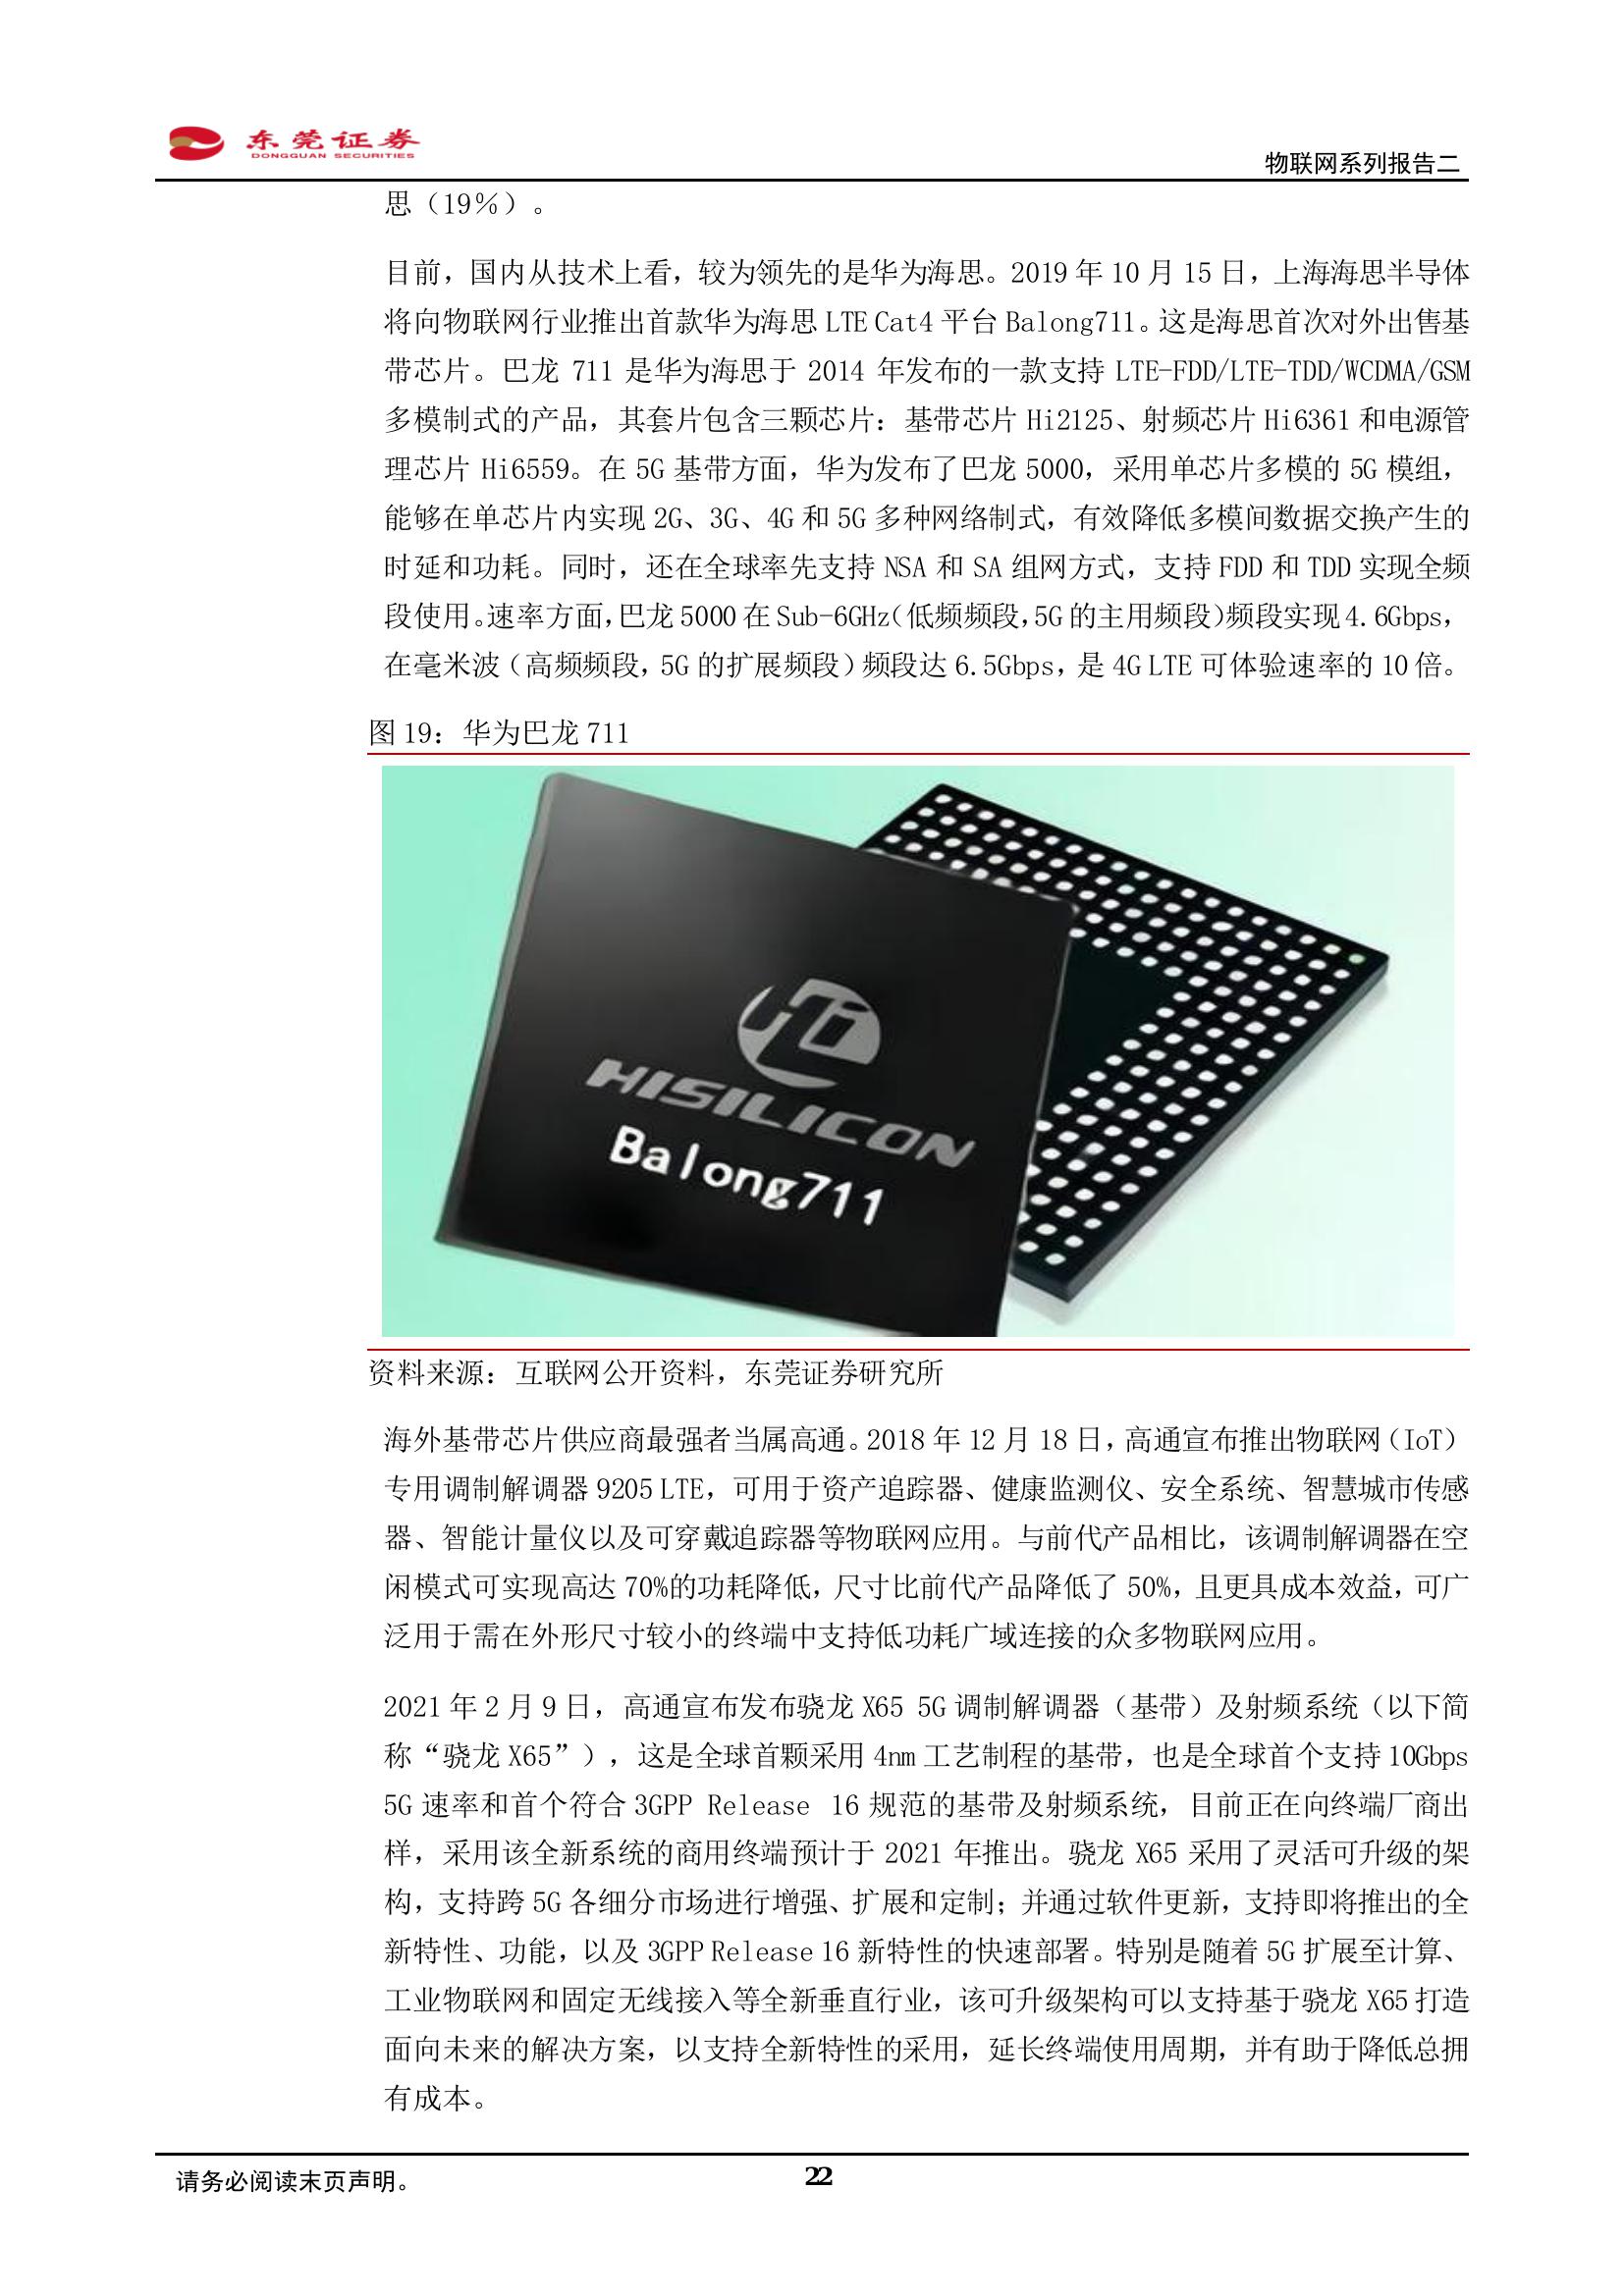 东莞证券
DONGGUAN SECURITIES
物联网系列报告二
思（19%）。
目前，国内从技术上看，较为领先的是华为海思。2019 年 10 月 15 日，上海海思半导体
将向物联网行业推出首款华为海思 LTE Cat4 平台 Balong711。这是海思首次对外出售基
带芯片。巴龙 711 是华为海思于 2014 年发布的一款支持 LTE-FDD/LTE-TDD/WCDMA/GSM
多模制式的产品，其套片包含三颗芯片：基带芯片 Hi2125、射频芯片 Hi6361 和电源管
理芯片 Hi6559。在 5G 基带方面，华为发布了巴龙 5000，采用单芯片多模的 5G 模组，
能够在单芯片内实现 2G、3G、4G 和 5G 多种网络制式，有效降低多模间数据交换产生的
时延和功耗。同时，还在全球率先支持 NSA 和 SA 组网方式，支持 FDD 和 TDD 实现全频
段使用。速率方面，巴龙 5000 在 Sub-6GHz（低频频段，5G 的主用频段）频段实现 4.6Gbps，
在毫米波（高频频段，5G 的扩展频段）频段达 6.5Gbps，是 4G LTE 可体验速率的 10 倍。
图 19：华为巴龙 711
HISILICON
Balong711
资料来源：互联网公开资料，东莞证券研究所
海外基带芯片供应商最强者当属高通。2018 年 12 月 18 日，高通宣布推出物联网（IoT）
专用调制解调器 9205 LTE，可用于资产追踪器、健康监测仪、安全系统、智慧城市传感
器、智能计量仪以及可穿戴追踪器等物联网应用。与前代产品相比，该调制解调器在空
闲模式可实现高达 70%的功耗降低，尺寸比前代产品降低了 50%，且更具成本效益，可广
泛用于需在外形尺寸较小的终端中支持低功耗广域连接的众多物联网应用。
2021 年 2 月 9 日，高通宣布发布骁龙 X65 5G 调制解调器（基带）及射频系统（以下简
称“骁龙 X65”），这是全球首颗采用 4nm 工艺制程的基带，也是全球首个支持 10Gbps
5G 速率和首个符合 3GPP Release 16 规范的基带及射频系统，目前正在向终端厂商出
样，采用该全新系统的商用终端预计于 2021 年推出。骁龙 X65 采用了灵活可升级的架
构，支持跨 5G 各细分市场进行增强、扩展和定制；并通过软件更新，支持即将推出的全
新特性、功能，以及 3GPP Release 16 新特性的快速部署。特别是随着 5G 扩展至计算、
工业物联网和固定无线接入等全新垂直行业，该可升级架构可以支持基于骁龙 X65 打造
面向未来的解决方案，以支持全新特性的采用，延长终端使用周期，并有助于降低总拥
有成本。
请务必阅读末页声明。
22